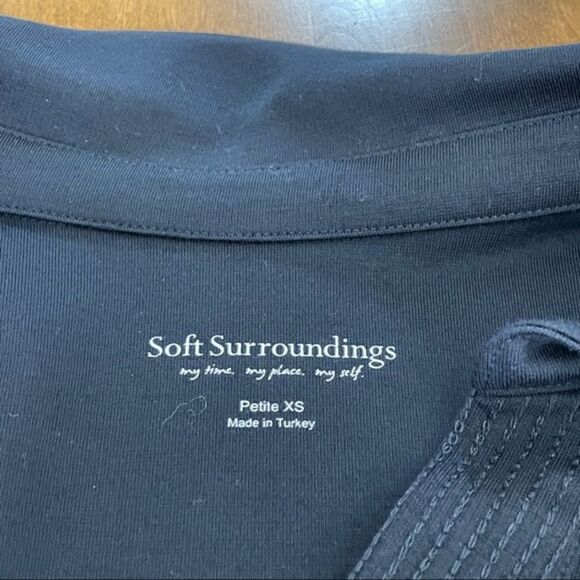 Soft Surroundings
my time. my place. my self.
Petite XS
Made in Turkey